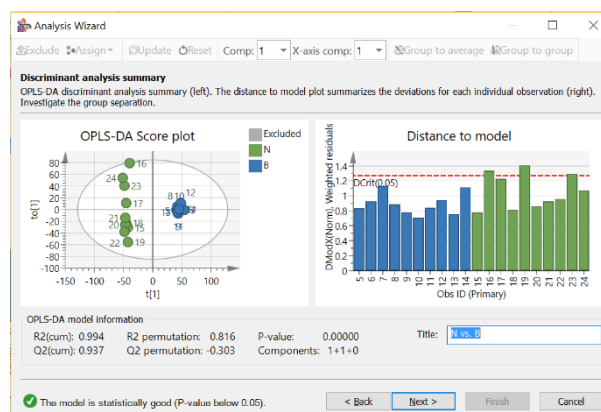 Analysis Wizard
Exclude Assign Update Reset Comp: 1 X-axis comp: 1 Group to average Group to group
Discriminant analysis summary
OPLS-DA discriminant analysis summary (left). The distance to model plot summarizes the deviations for each individual observation (right).
Investigate the group separation.
OPLS-DA Score plot
Excluded
N
B
to[1]
80
60
40
20
0
-20
-40
-60
-80
-100
16
24
23
17
21
20 18
15
22 19
8 10 12
-150 -100 -50 0 50 100
t[1]
Distance to model
DModX(Norm), Weighted residuals
1.4
1.2
1
0.8
0.6
0.4
0.2
0
DCrit(0.05)
5 6 7 8 9 10 11 12 13 14 15 16 17 18 19 20 21 22 23 24
Obs ID (Primary)
OPLS-DA model information
R2(cum): 0.994 R2 permutation: 0.816 P-value: 0.00000 Title: N vs. B
Q2(cum): 0.937 Q2 permutation: -0.303 Components: 1+1+0
The model is statistically good (P-value below 0.05).
< Back Next > Finish Cancel